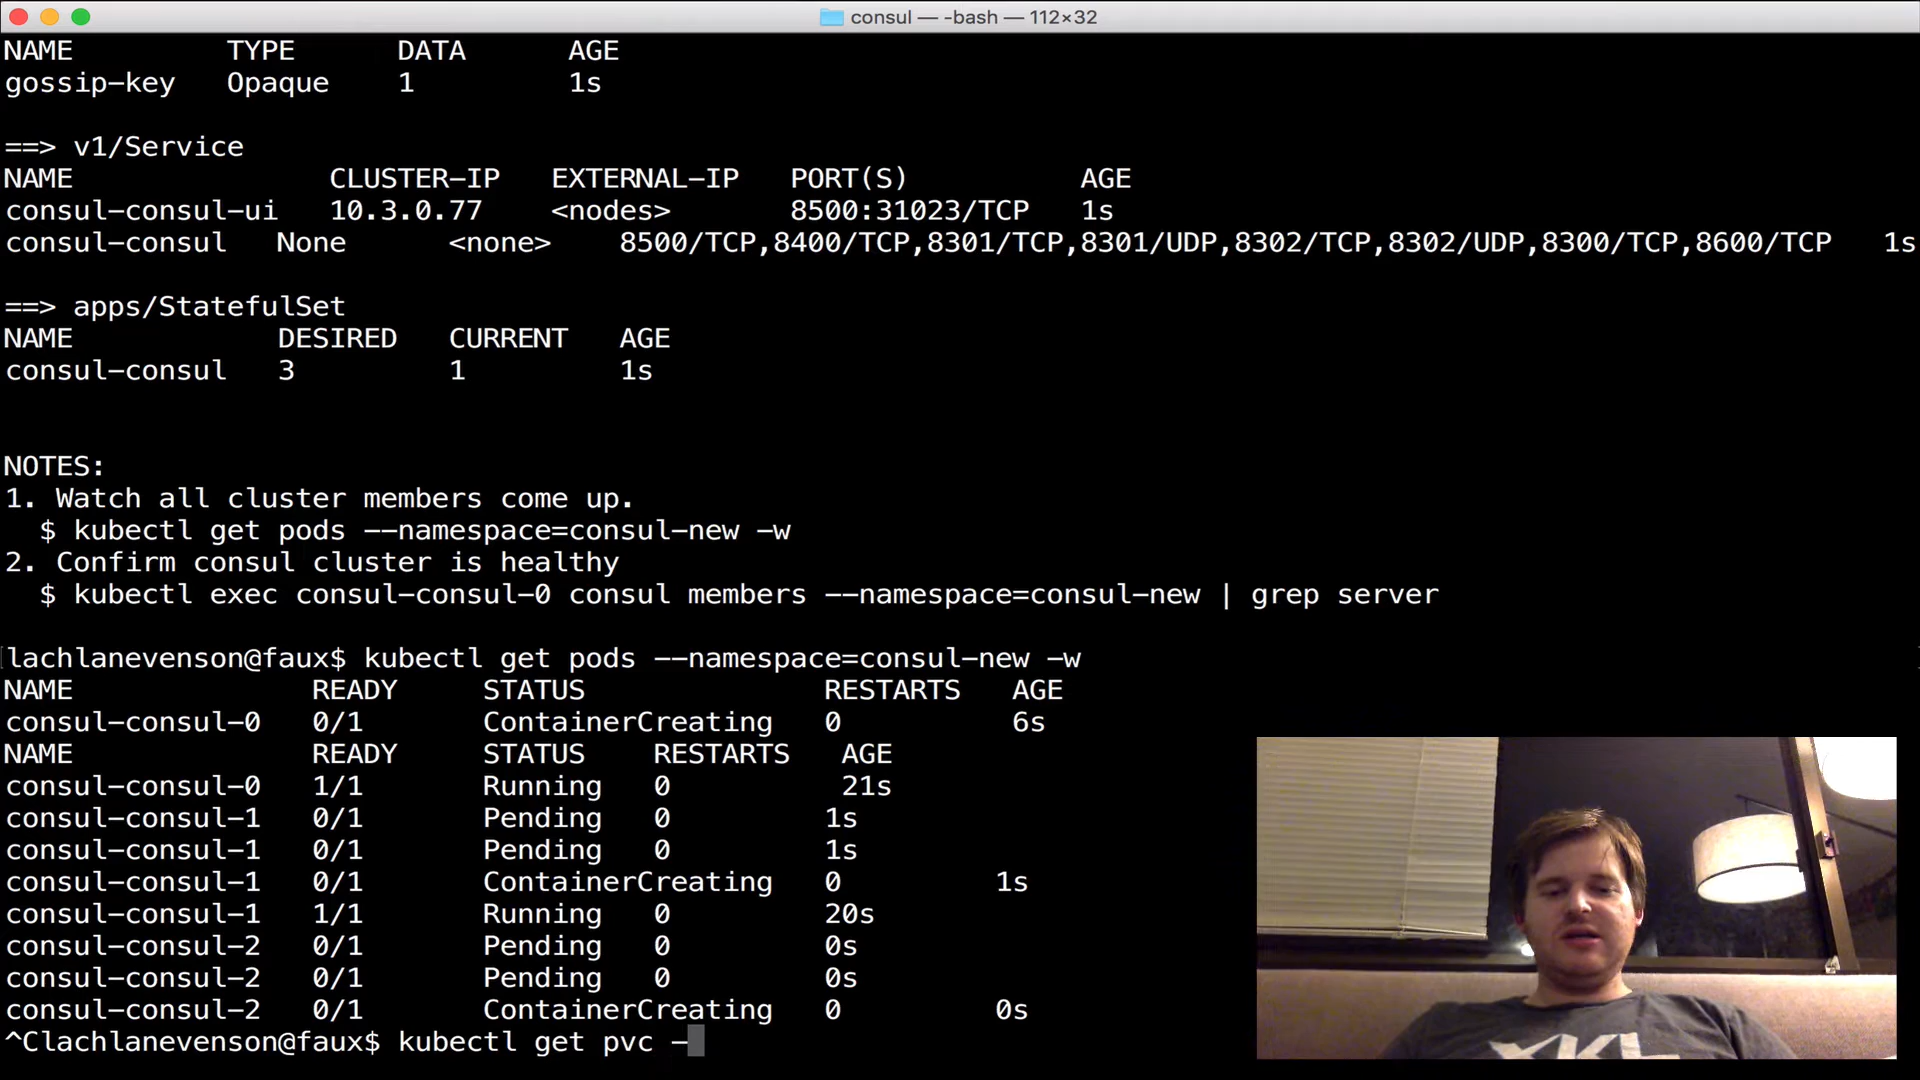 consul — -bash — 112×32
NAME TYPE DATA AGE
gossip-key Opaque 1 1s
==> v1/Service
NAME CLUSTER-IP EXTERNAL-IP PORT(S) AGE
consul-consul-ui 10.3.0.77 <nodes> 8500:31023/TCP 1s
consul-consul None <none> 8500/TCP,8400/TCP,8301/TCP,8301/UDP,8302/TCP,8302/UDP,8300/TCP,8600/TCP 1s
==> apps/StatefulSet
NAME DESIRED CURRENT AGE
consul-consul 3 1 1s
NOTES:
1. Watch all cluster members come up.
$ kubectl get pods --namespace=consul-new -w
2. Confirm consul cluster is healthy
$ kubectl exec consul-consul-0 consul members --namespace=consul-new | grep server
lachlanevenson@faux$ kubectl get pods --namespace=consul-new -w
NAME READY STATUS RESTARTS AGE
consul-consul-0 0/1 ContainerCreating 0 6s
NAME READY STATUS RESTARTS AGE
consul-consul-0 1/1 Running 0 21s
consul-consul-1 0/1 Pending 0 1s
consul-consul-1 0/1 Pending 0 1s
consul-consul-1 0/1 ContainerCreating 0 1s
consul-consul-1 1/1 Running 0 20s
consul-consul-2 0/1 Pending 0 0s
consul-consul-2 0/1 Pending 0 0s
consul-consul-2 0/1 ContainerCreating 0 0s
^Clachlanevenson@faux$ kubectl get pvc -